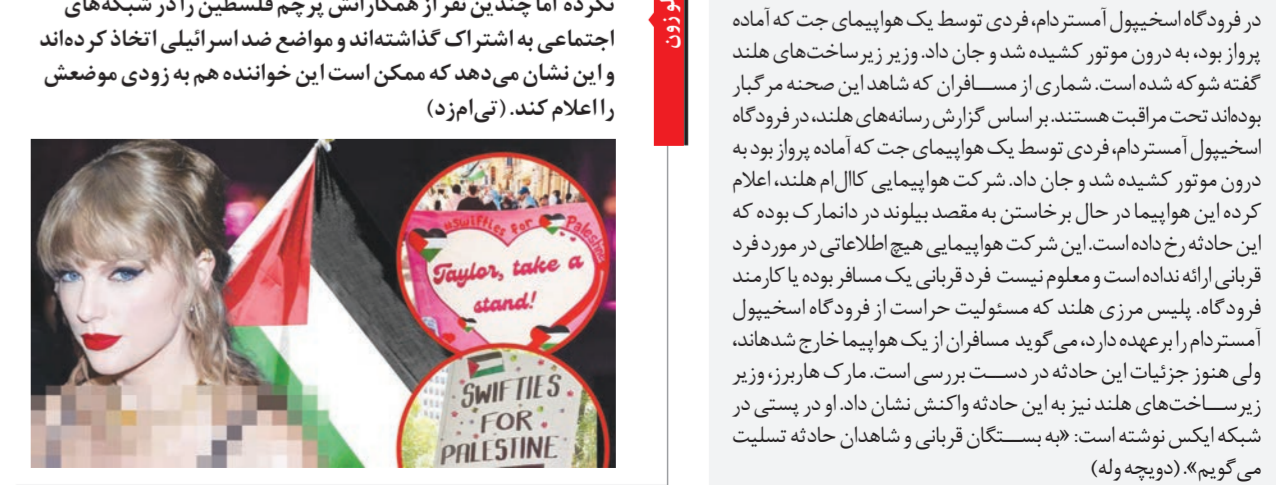 در فرودگاه اسخیپول آمستردام، فردی توسط یک هواپیمای جت که آماده
پرواز بود، به درون موتور کشیده شد و جان داد. وزیر زیرساخت‌های هلند
گفته شوکه شده است. شماری از مســافران که شاهد این صحنه مرگبار
بوده‌اند تحت مراقبت هستند. بر اساس گزارش رسانه‌های هلند، در فرودگاه
اسخیپول آمستردام، فردی توسط یک هواپیمای جت که آماده پرواز بود به
درون موتور کشیده شد و جان داد. شرکت هواپیمایی کاال‌ام هلند، اعلام
کرده این هواپیما در حال برخاستن به مقصد بیلوند در دانمارک بوده که
این حادثه رخ داده است. این شرکت هواپیمایی هیچ اطلاعاتی در مورد فرد
قربانی ارائه نداده است و معلوم نیست فرد قربانی یک مسافر بوده یا کارمند
فرودگاه. پلیس مرزی هلند که مسئولیت حراست از فرودگاه اسخیپول
آمستردام را برعهده دارد، می‌گوید مسافران از یک هواپیما خارج شده‌اند،
ولی هنوز جزئیات این حادثه در دســت بررسی است. مارک هاربرز، وزیر
زیرســاخت‌های هلند نیز به این حادثه واکنش نشان داد. او در پستی در
شبکه ایکس نوشته است: «به بســتگان قربانی و شاهدان حادثه تسلیت
می‌گویم». (دویچه وله)
نکرده اما چندین نفر از همکارانش پرچم فلسطین را در شبکه‌های
اجتماعی به اشتراک گذاشته‌اند و مواضع ضد اسرائیلی اتخاذ کرده‌اند
و این نشان می‌دهد که ممکن است این خواننده هم به زودی موضعش
را اعلام کند. (تی‌ام‌زد)
#Swifties for Palestine
Taylor, take a
stand!
SWIFTIES
FOR
PALESTINE